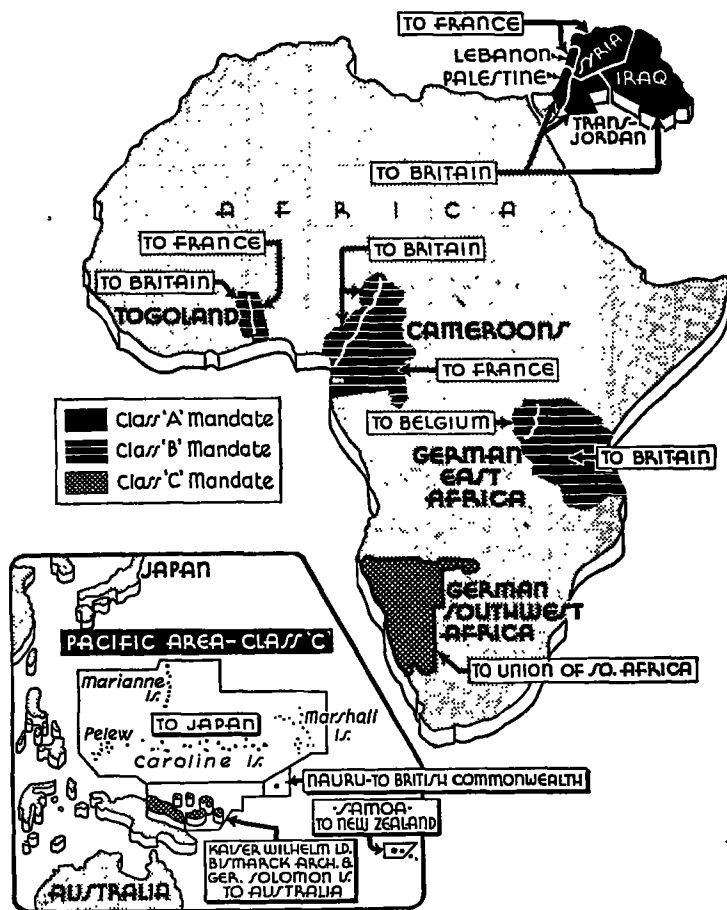 TO FRANCE
LEBANON
PALESTINE
SYRIA
IRAQ
TRANS-
JORDAN
TO BRITAIN
AFRICA
TO FRANCE
TO BRITAIN
TO BRITAIN
TOGOLAND
CAMEROONS
TO FRANCE
Class 'A' Mandate
Class 'B' Mandate
Class 'C' Mandate
TO BELGIUM
GERMAN
EAST
AFRICA
TO BRITAIN
GERMAN
SOUTHWEST
AFRICA
TO UNION OF SO. AFRICA
JAPAN
PACIFIC AREA-CLASS 'C'
Marianne
Is.
TO JAPAN
Marshall
Is.
Pelew
Caroline Is.
NAURU-TO BRITISH COMMONWEALTH
-SAMOA-
TO NEW ZEALAND
KAISER WILHELM LD.
BISMARCK ARCH. &
GER. SOLOMON IS.
TO AUSTRALIA
AUSTRALIA